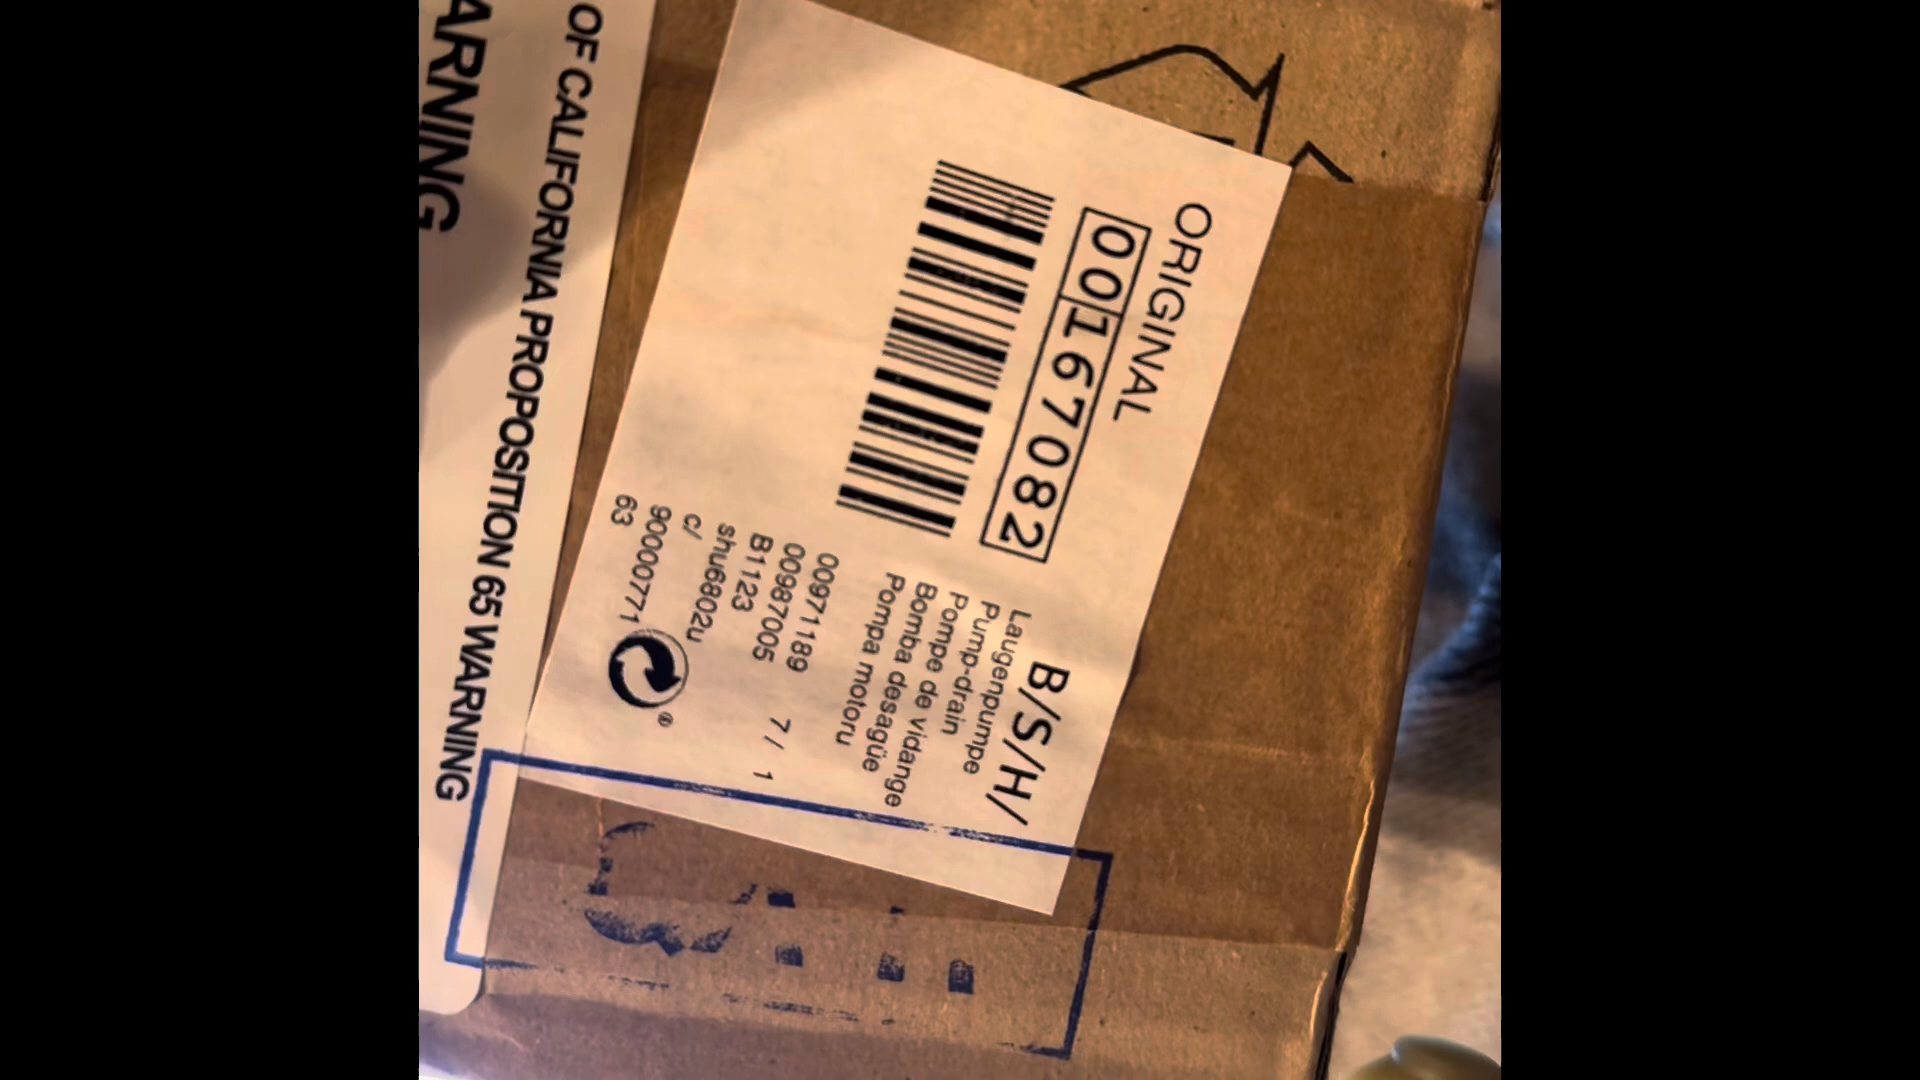 ORIGINAL
00167082
B/S/H/
Laugenpumpe
Pump-drain
Pompe de vidange
Bomba desagüe
Pompa motoru
00971189
00987005 7 / 1
B1123
shu6802u
c/
900000771
63
OF CALIFORNIA PROPOSITION 65 WARNING
ARNING